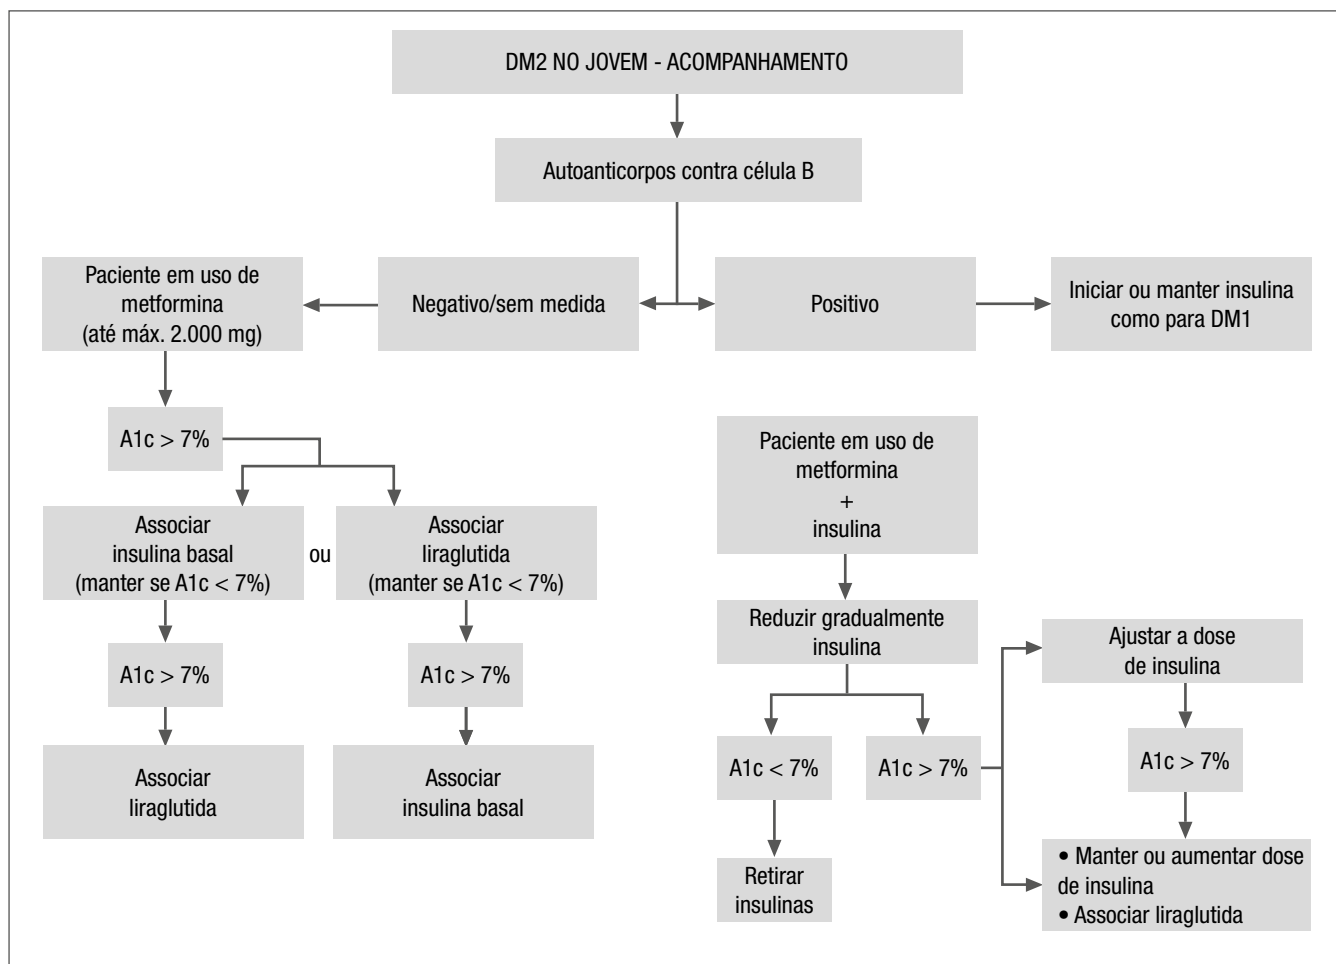 DM2 NO JOVEM - ACOMPANHAMENTO
Autoanticorpos contra célula B
Paciente em uso de
metformina
(até máx. 2.000 mg)
Negativo/sem medida
Positivo
Iniciar ou manter insulina
como para DM1
A1c > 7%
Associar
insulina basal
(manter se A1c < 7%)
ou
Associar
liraglutida
(manter se A1c < 7%)
A1c > 7%
A1c > 7%
Associar
liraglutida
Associar
insulina basal
Paciente em uso de
metformina
+
insulina
Reduzir gradualmente
insulina
A1c < 7%
A1c > 7%
Retirar
insulinas
Ajustar a dose
de insulina
A1c > 7%
• Manter ou aumentar dose
de insulina
• Associar liraglutida